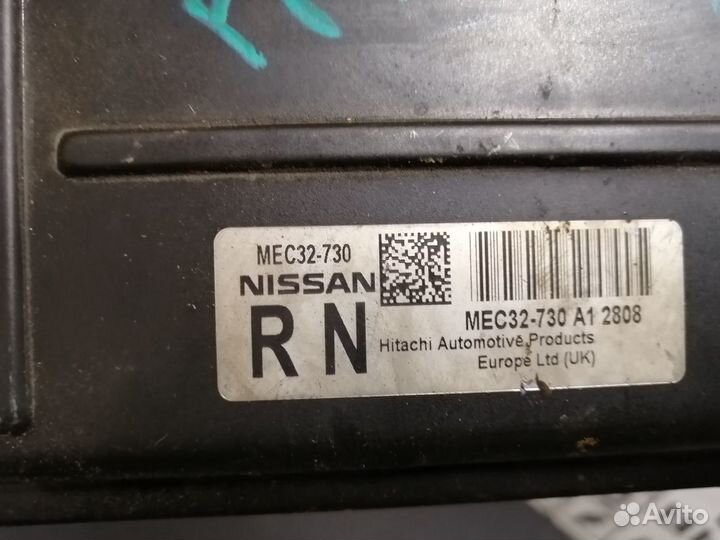 MEC32-730
NISSAN
R N
MEC32-730 A1 2808
Hitachi Automotive Products
Europe Ltd (UK)
Avito